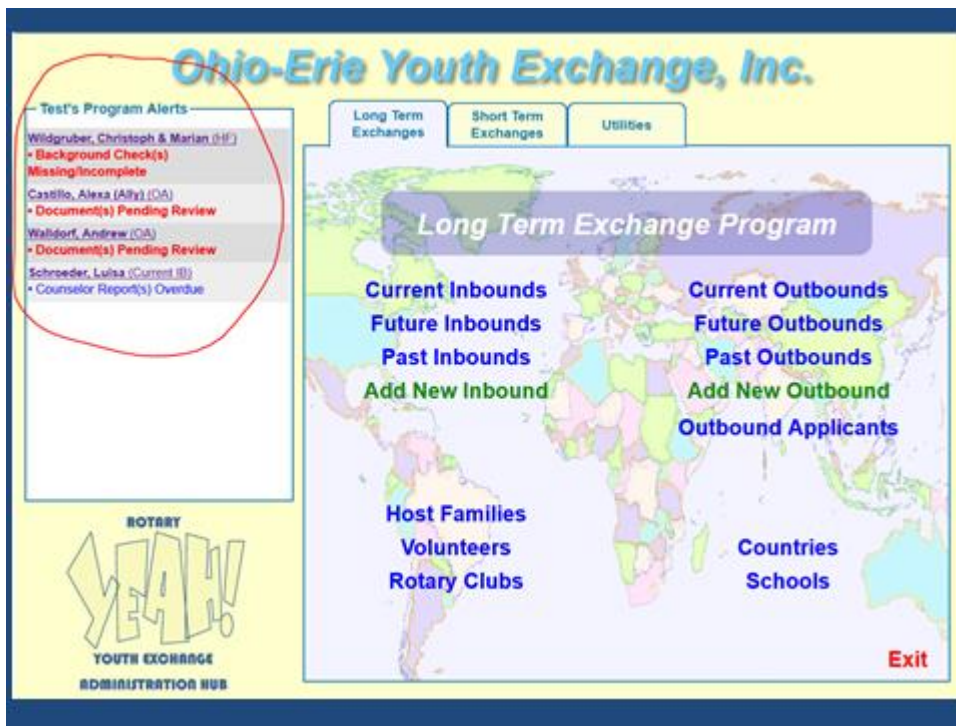 Ohio-Erie Youth Exchange, Inc.
Test's Program Alerts
Wildgruber, Christoph & Marian (HF)
• Background Check(s)
Missing/Incomplete
Castillo, Alexa (Ally) (OA)
• Document(s) Pending Review
Walldorf, Andrew (OA)
• Document(s) Pending Review
Schroeder, Luisa (Current IB)
• Counselor Report(s) Overdue
ROTARY
YEAH!
YOUTH EXCHANGE
ADMINISTRATION HUB
Long Term
Exchanges
Short Term
Exchanges
Utilities
Long Term Exchange Program
Current Inbounds
Future Inbounds
Past Inbounds
Add New Inbound
Current Outbounds
Future Outbounds
Past Outbounds
Add New Outbound
Outbound Applicants
Host Families
Volunteers
Rotary Clubs
Countries
Schools
Exit